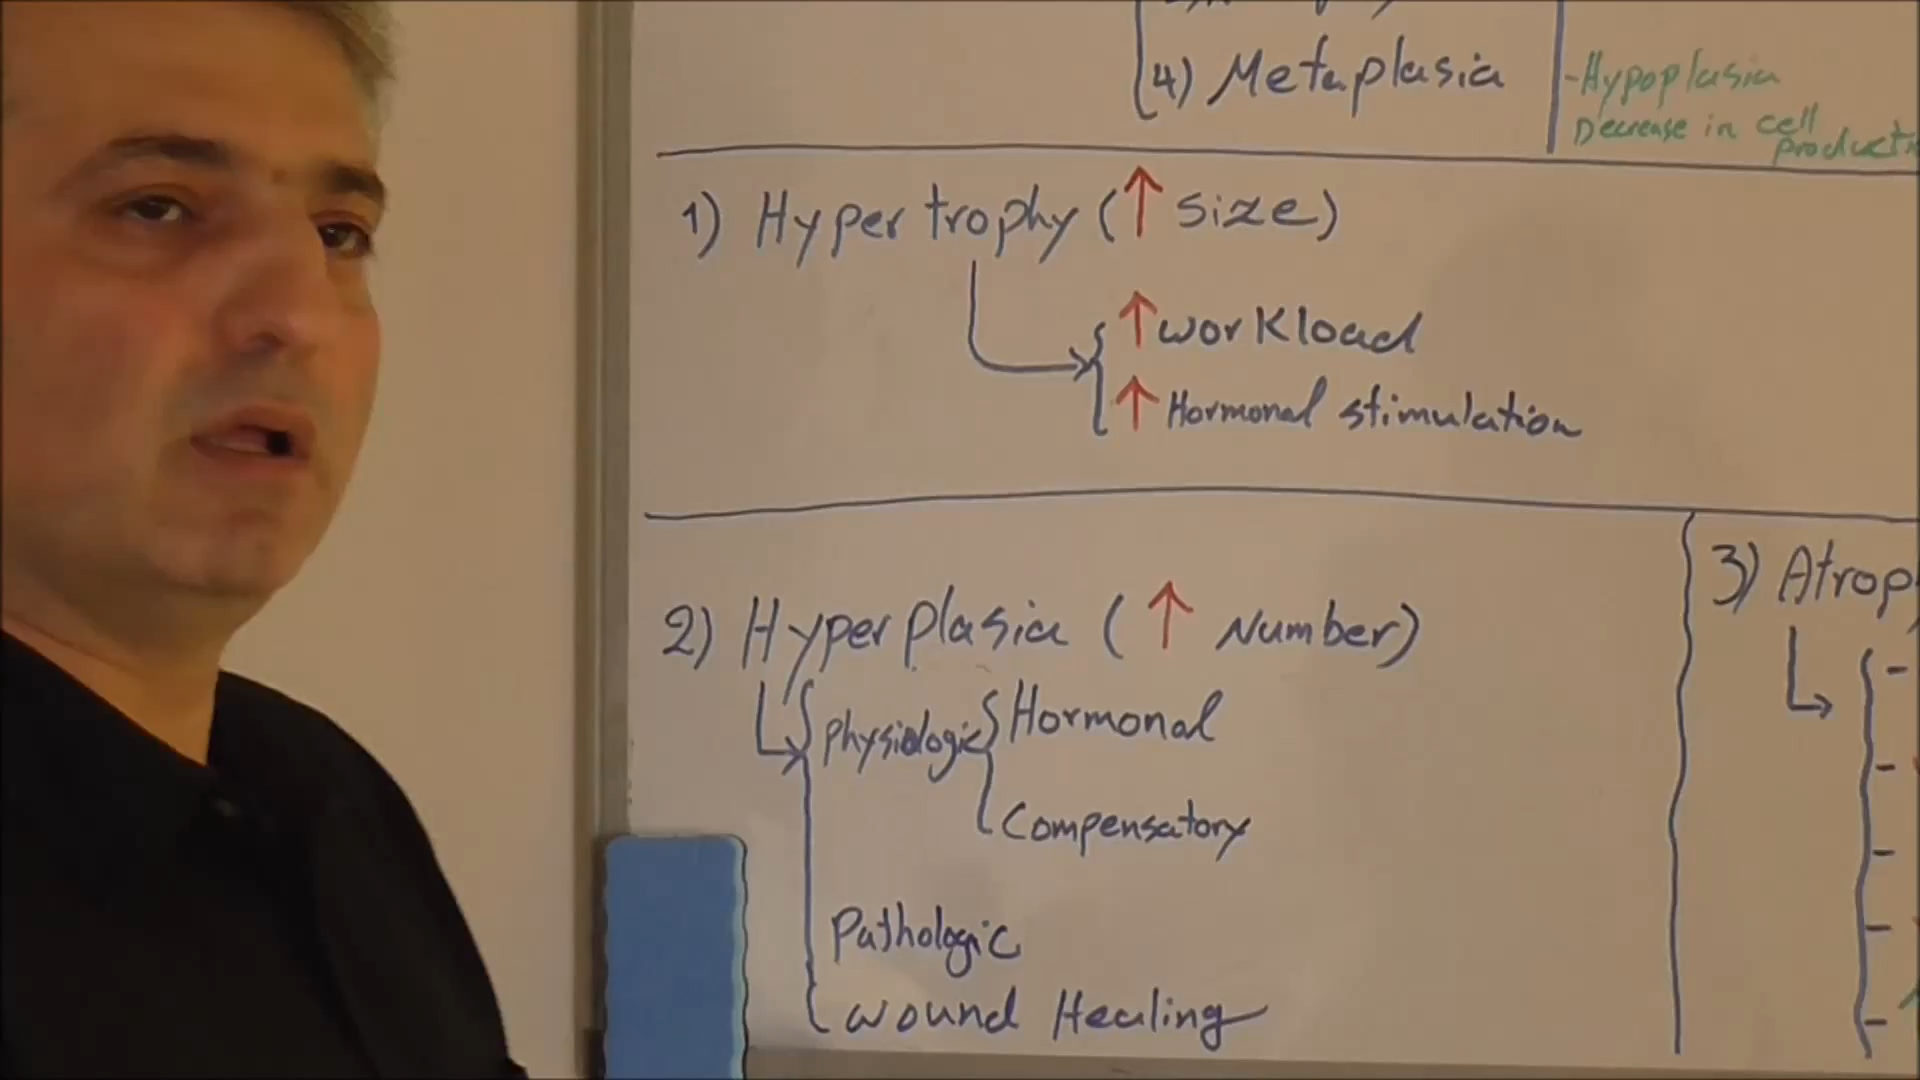 4) Metaplasia
-Hypoplasia
Decrease in cell
1) Hypertrophy (↑ size)
↑ workload
↑ Hormonal stimulation
2) Hyperplasia (↑ Number)
physiologic
Hormonal
Compensatory
Pathologic
wound Healing
3)